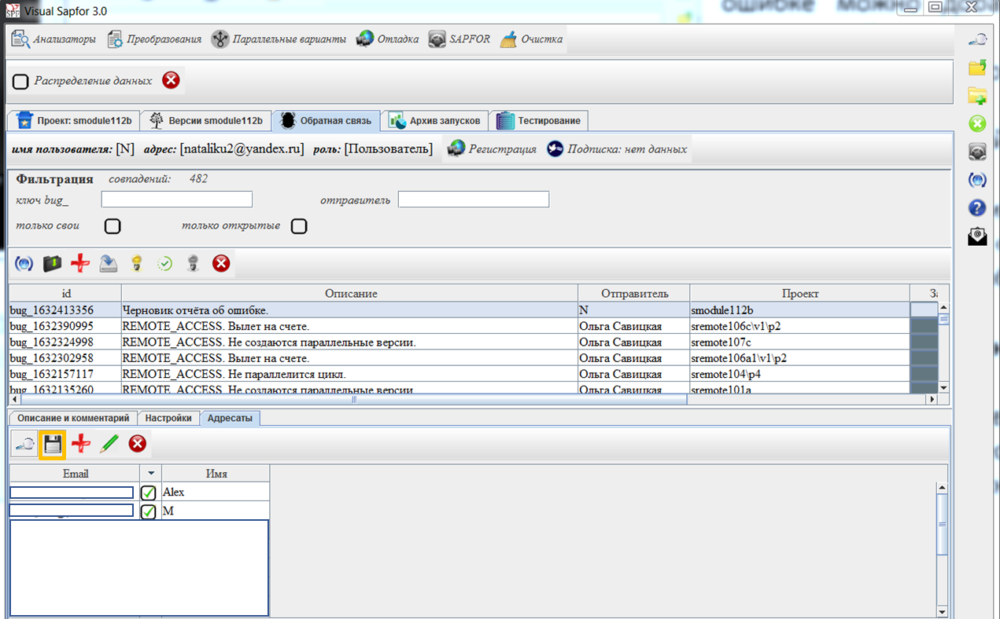 ошибке можно
Visual Sapfor 3.0
Анализаторы Преобразования Параллельные варианты Отладка SAPFOR Очистка
Распределение данных
Проект: smodule112b Версии smodule112b Обратная связь Архив запусков Тестирование
имя пользователя: [N] адрес: [nataliku2@yandex.ru] роль: [Пользователь] Регистрация Подписка: нет данных
Фильтрация совпадений: 482
ключ bug_ отправитель
только свои только открытые
id Описание Отправитель Проект За
bug_1632413356 Черновик отчёта об ошибке. N smodule112b
bug_1632390995 REMOTE_ACCESS. Вылет на счете. Ольга Савицкая sremote106c\v1\p2
bug_1632324998 REMOTE_ACCESS. Не создаются параллельные версии. Ольга Савицкая sremote107c
bug_1632302958 REMOTE_ACCESS. Вылет на счете. Ольга Савицкая sremote106a1\v1\p2
bug_1632157117 REMOTE_ACCESS. Не параллелится цикл. Ольга Савицкая sremote104\p4
bug_1632135260 REMOTE_ACCESS. Не создаются параллельные версии Ольга Савицкая sremote101a
Описание и комментарий Настройки Адресаты
Email Имя
Alex
M